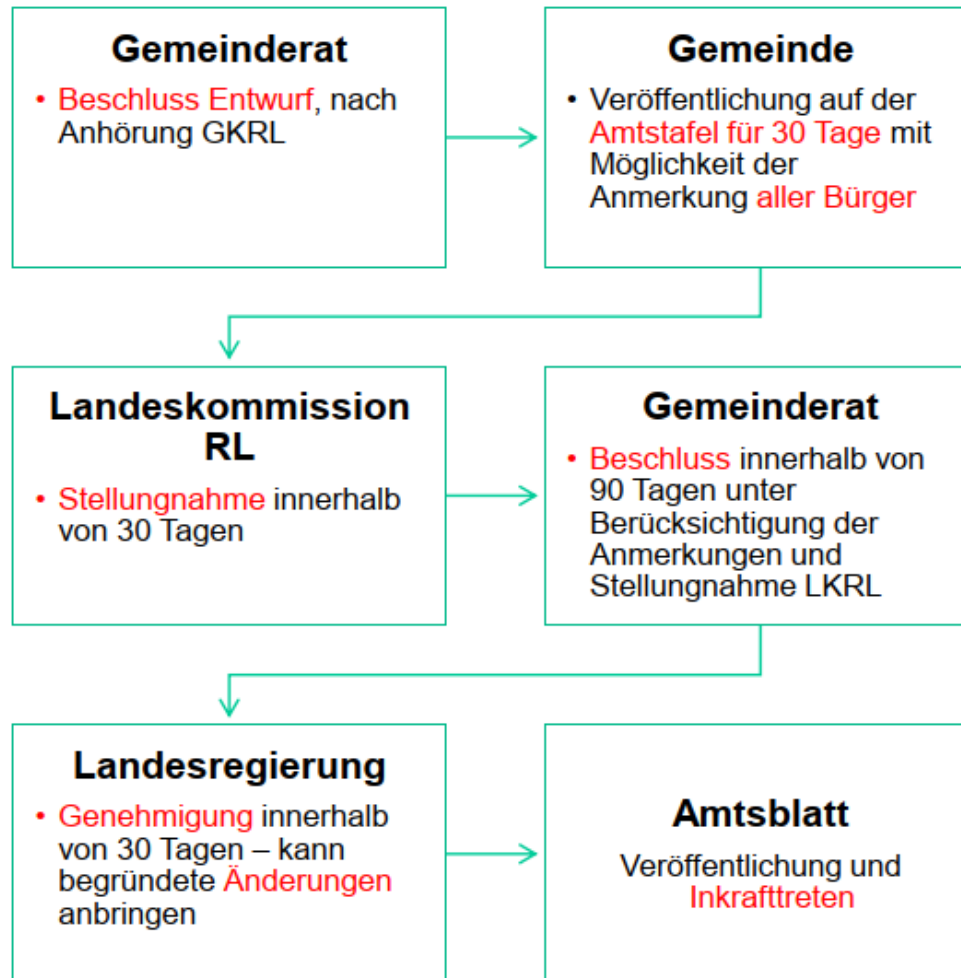 Gemeinderat
• Beschluss Entwurf, nach
Anhörung GKRL
Gemeinde
• Veröffentlichung auf der
Amtstafel für 30 Tage mit
Möglichkeit der
Anmerkung aller Bürger
Landeskommission
RL
• Stellungnahme innerhalb
von 30 Tagen
Gemeinderat
• Beschluss innerhalb von
90 Tagen unter
Berücksichtigung der
Anmerkungen und
Stellungnahme LKRL
Landesregierung
• Genehmigung innerhalb
von 30 Tagen – kann
begründete Änderungen
anbringen
Amtsblatt
Veröffentlichung und
Inkrafttreten